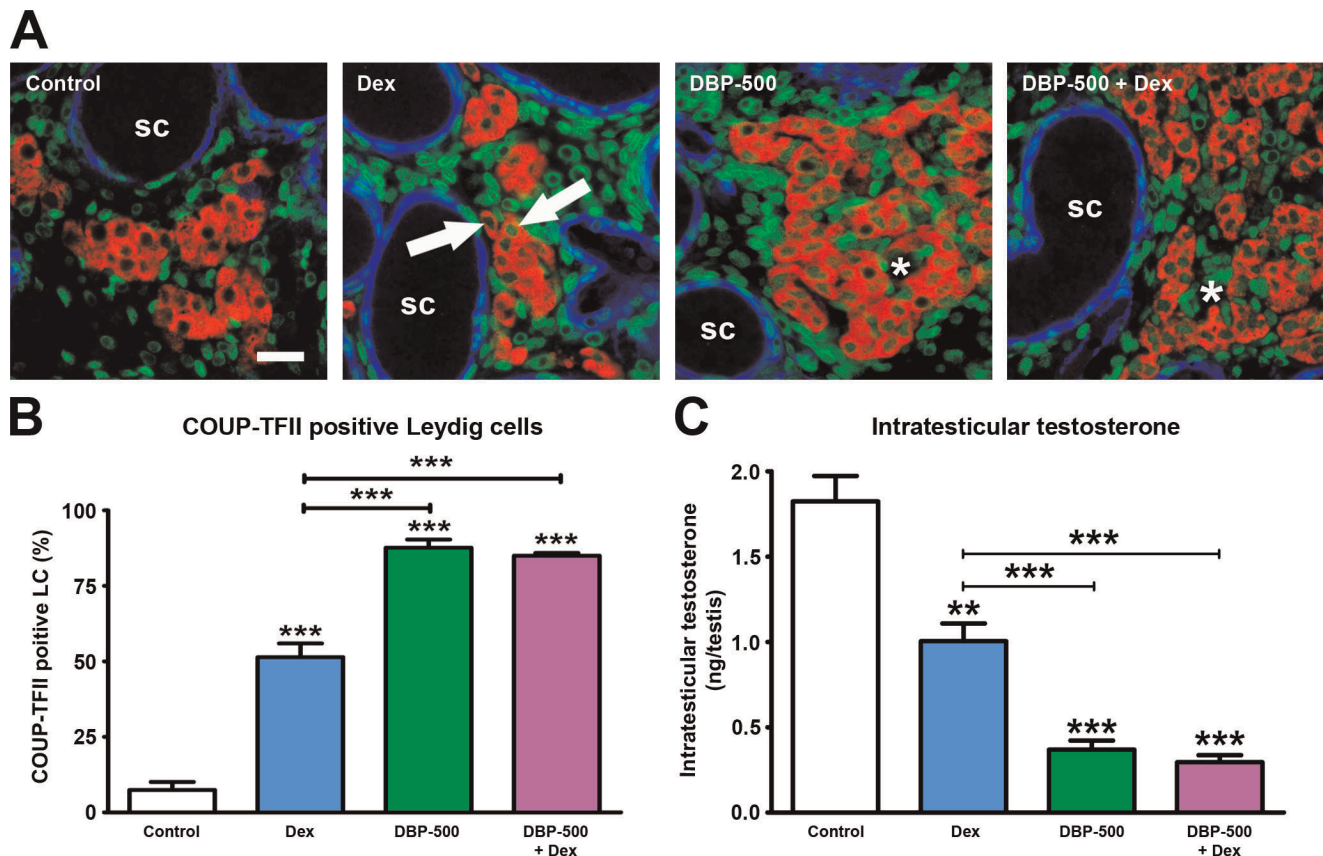 A
Control
Dex
DBP-500
DBP-500 + Dex
sc
sc
sc
sc
*
*
B
COUP-TFII positive Leydig cells
COUP-TFII poitive LC (%)
100
75
50
25
0
***
***
***
***
***
Control
Dex
DBP-500
DBP-500
+ Dex
C
Intratesticular testosterone
Intratesticular testosterone
(ng/testis)
2.0
1.5
1.0
0.5
0.0
***
***
**
***
***
Control
Dex
DBP-500
DBP-500
+ Dex